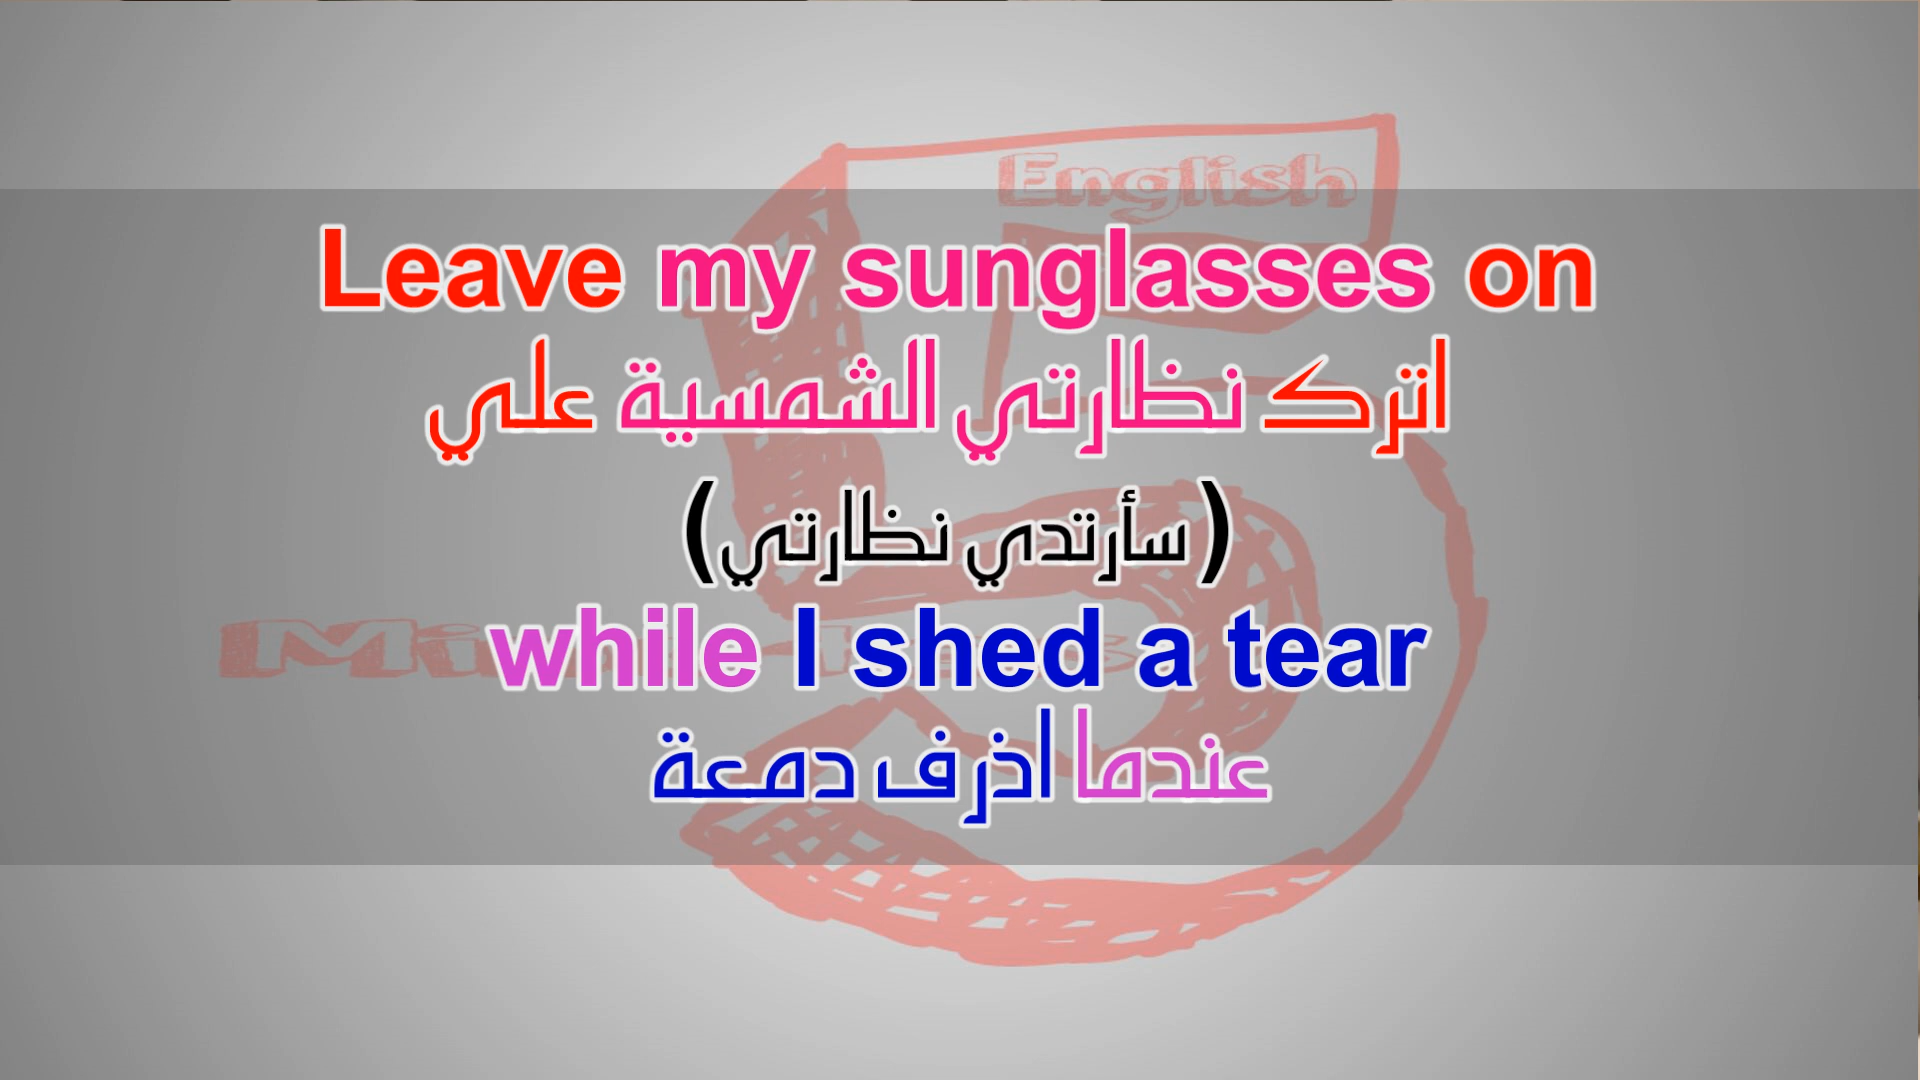 English
Leave my sunglasses on
اترك نظارتي الشمسية علي
(سأرتدي نظارتي)
while I shed a tear
عندما اذرف دمعة